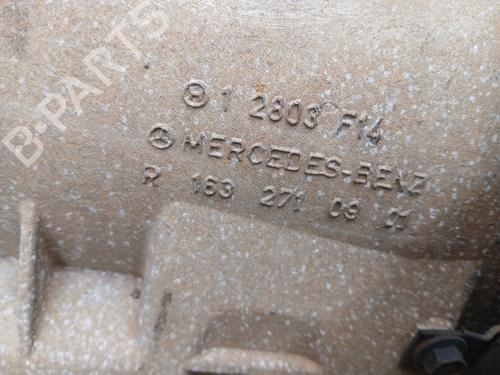 B-PARTS
1 2803 F14
MERCEDES-BENZ
R 163 271 09 01